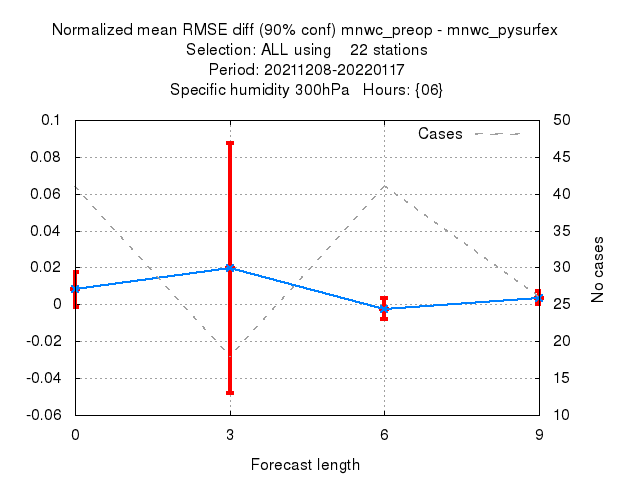 Normalized mean RMSE diff (90% conf) mnwc_preop - mnwc_pysurfex
Selection: ALL using    22 stations
Period: 20211208-20220117
Specific humidity 300hPa   Hours: {06}
Cases
0.1
0.08
0.06
0.04
0.02
0
-0.02
-0.04
-0.06
50
45
40
35
30
25
20
15
10
No cases
0 3 6 9
Forecast length